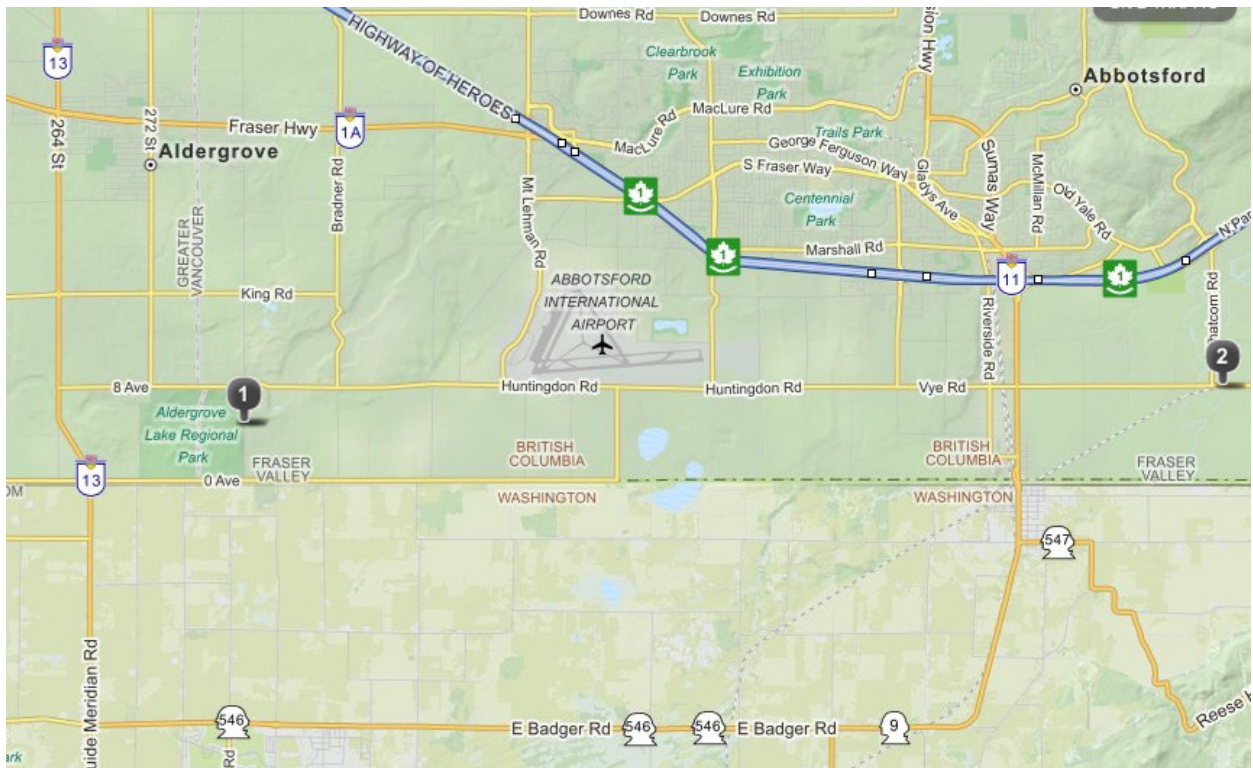 Downes Rd
Downes Rd
HIGHWAY OF HEROES
Clearbrook
Park
Exhibition
Park
13
Abbotsford
264 St
272 St
Fraser Hwy
1A
MacLure Rd
MacLure Rd
Trails Park
George Ferguson Way
Aldergrove
Bradner Rd
S Fraser Way
Gladys Ave
Sumas Way
McMillan Rd
Old Yale Rd
Mt Lehman Rd
1
Centennial
Park
GREATER
VANCOUVER
Marshall Rd
1
11
1
King Rd
ABBOTSFORD
INTERNATIONAL
AIRPORT
Riverside Rd
2
8 Ave
1
Huntingdon Rd
Huntingdon Rd
Vye Rd
Aldergrove
Lake Regional
Park
BRITISH
COLUMBIA
BRITISH
COLUMBIA
FRASER
VALLEY
FRASER
VALLEY
13
0 Ave
WASHINGTON
WASHINGTON
547
Meridian Rd
546
E Badger Rd
546
546
E Badger Rd
9
Reese
Rd